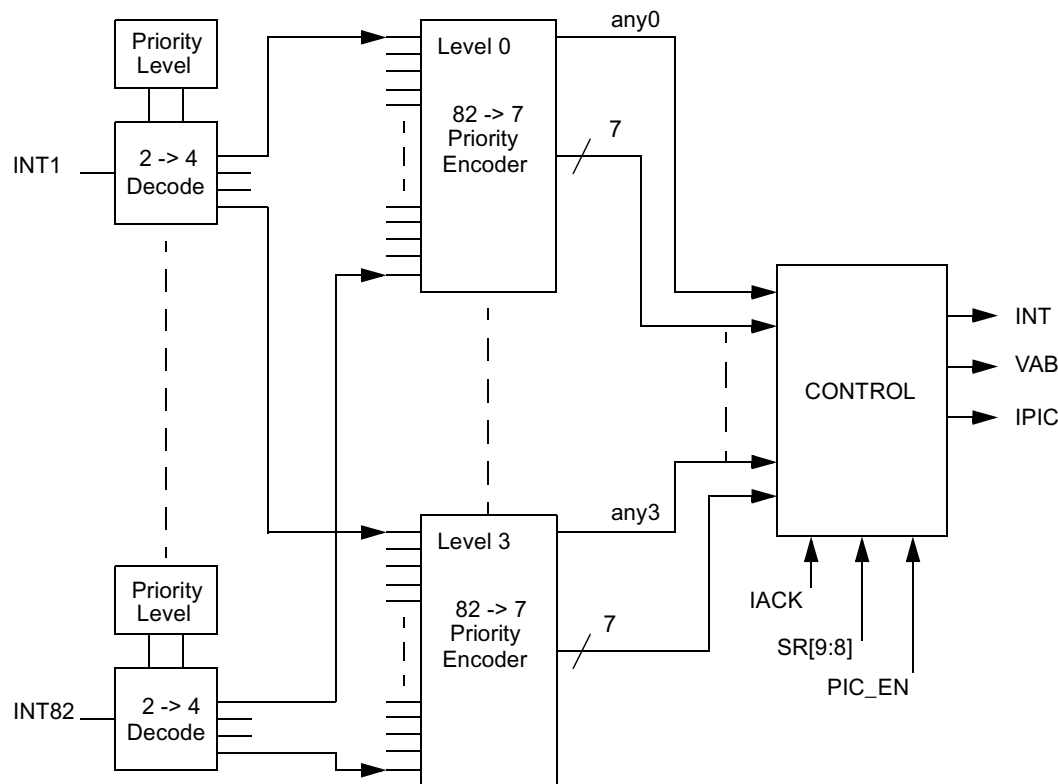 Priority
Level
INT1
2 -> 4
Decode
Level 0
82 -> 7
Priority
Encoder
any0
7
CONTROL
INT
VAB
IPIC
IACK
SR[9:8]
PIC_EN
Priority
Level
INT82
2 -> 4
Decode
Level 3
82 -> 7
Priority
Encoder
any3
7